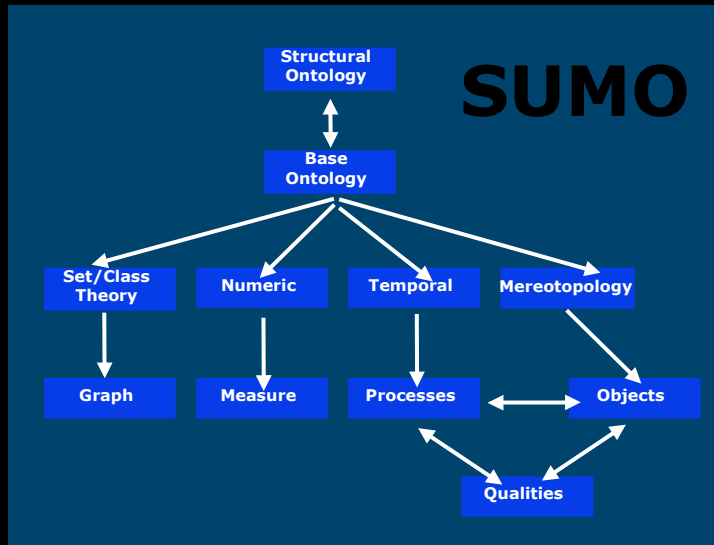 Structural
Ontology
SUMO
Base
Ontology
Set/Class
Theory
Numeric
Temporal
Mereotopology
Graph
Measure
Processes
Objects
Qualities